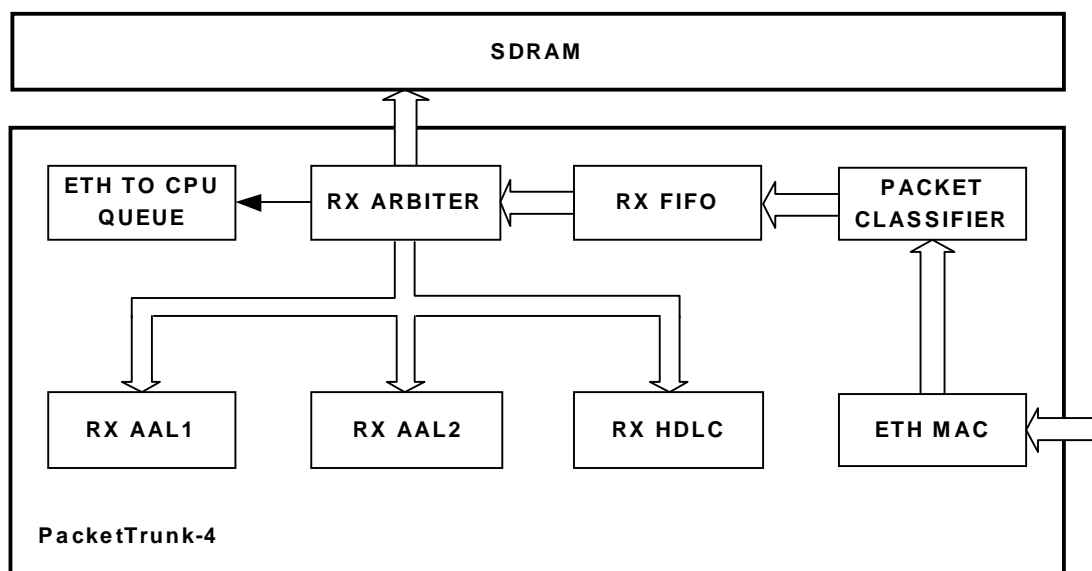 SDRAM
ETH TO CPU
QUEUE
RX ARBITER
RX FIFO
PACKET
CLASSIFIER
RX AAL1
RX AAL2
RX HDLC
ETH MAC
PacketTrunk-4